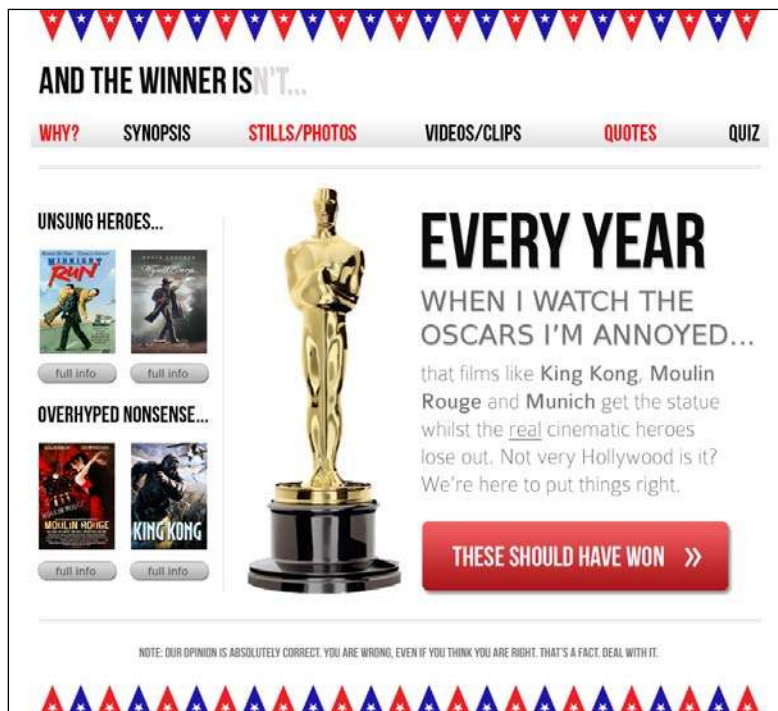 AND THE WINNER ISN'T...
WHY? SYNOPSIS STILLS/PHOTOS VIDEOS/CLIPS QUOTES QUIZ
UNSUNG HEROES...
MIDNIGHT
RUN
Wyatt Earp
full info full info
OVERHYPED NONSENSE...
MOULIN ROUGE
KING KONG
full info full info
EVERY YEAR
WHEN I WATCH THE
OSCARS I'M ANNOYED...
that films like King Kong, Moulin
Rouge and Munich get the statue
whilst the real cinematic heroes
lose out. Not very Hollywood is it?
We're here to put things right.
THESE SHOULD HAVE WON »
NOTE: OUR OPINION IS ABSOLUTELY CORRECT. YOU ARE WRONG, EVEN IF YOU THINK YOU ARE RIGHT. THAT'S A FACT. DEAL WITH IT.